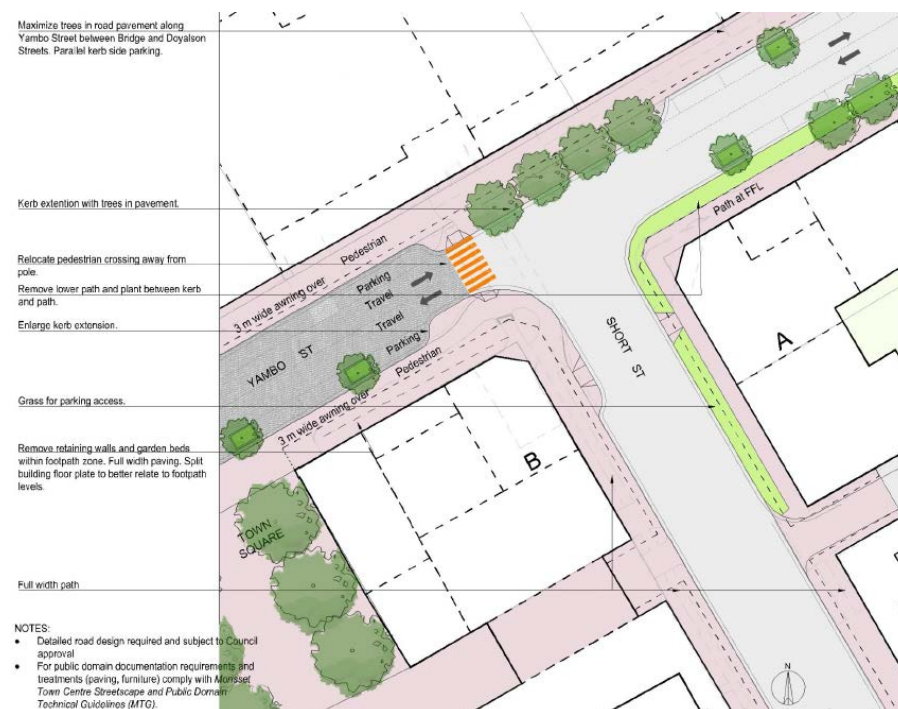 Maximize trees in road pavement along
Yambo Street between Bridge and Doyalson
Streets. Parallel kerb side parking.
Kerb extention with trees in pavement.
Relocate pedestrian crossing away from
pole.
Remove lower path and plant between kerb
and path.
Enlarge kerb extension.
Grass for parking access.
Remove retaining walls and garden beds
within footpath zone. Full width paving. Split
building floor plate to better relate to footpath
levels.
Full width path
NOTES:
• Detailed road design required and subject to Council
approval
• For public domain documentation requirements and
treatments (paving, furniture) comply with Morisset
Town Centre Streetscape and Public Domain
Technical Guidelines (MTG).
3 m wide awning over
Pedestrian
Parking
Travel
Travel
Parking
YAMBO ST
3 m wide awning over
Pedestrian
Path at FFL
SHORT ST
A
B
TOWN
SQUARE
N